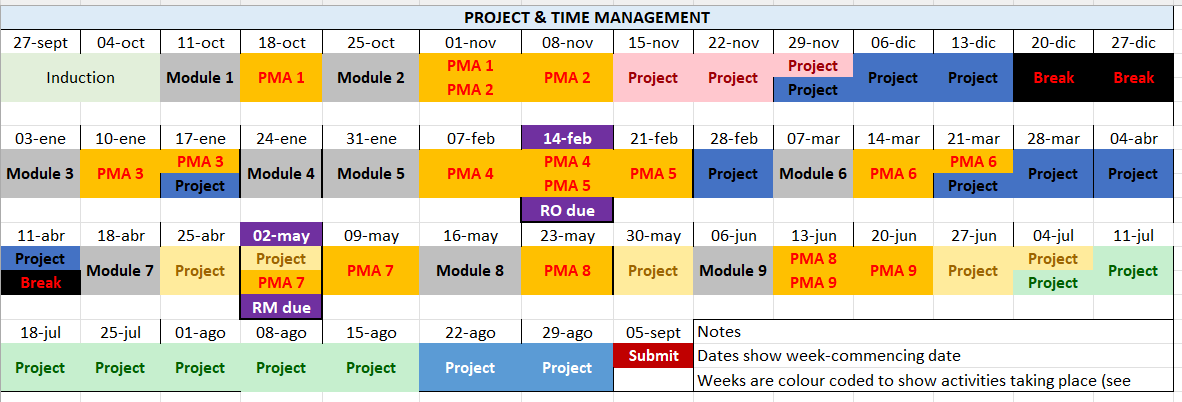 PROJECT & TIME MANAGEMENT
27-sept 04-oct 11-oct 18-oct 25-oct 01-nov 08-nov 15-nov 22-nov 29-nov 06-dic 13-dic 20-dic 27-dic
Induction Module 1 PMA 1 Module 2 PMA 1 PMA 2 PMA 2 Project Project Project Project Project Project Break Break
03-ene 10-ene 17-ene 24-ene 31-ene 07-feb 14-feb 21-feb 28-feb 07-mar 14-mar 21-mar 28-mar 04-abr
Module 3 PMA 3 PMA 3 Project Module 4 Module 5 PMA 4 PMA 4 PMA 5 PMA 5 Project Module 6 PMA 6 PMA 6 Project Project Project
RO due
11-abr 18-abr 25-abr 02-may 09-may 16-may 23-may 30-may 06-jun 13-jun 20-jun 27-jun 04-jul 11-jul
Project Break Module 7 Project Project PMA 7 PMA 7 Module 8 PMA 8 Project Module 9 PMA 8 PMA 9 PMA 9 Project Project Project Project
RM due
18-jul 25-jul 01-ago 08-ago 15-ago 22-ago 29-ago 05-sept Notes
Project Project Project Project Project Project Project Submit Dates show week-commencing date
Weeks are colour coded to show activities taking place (see